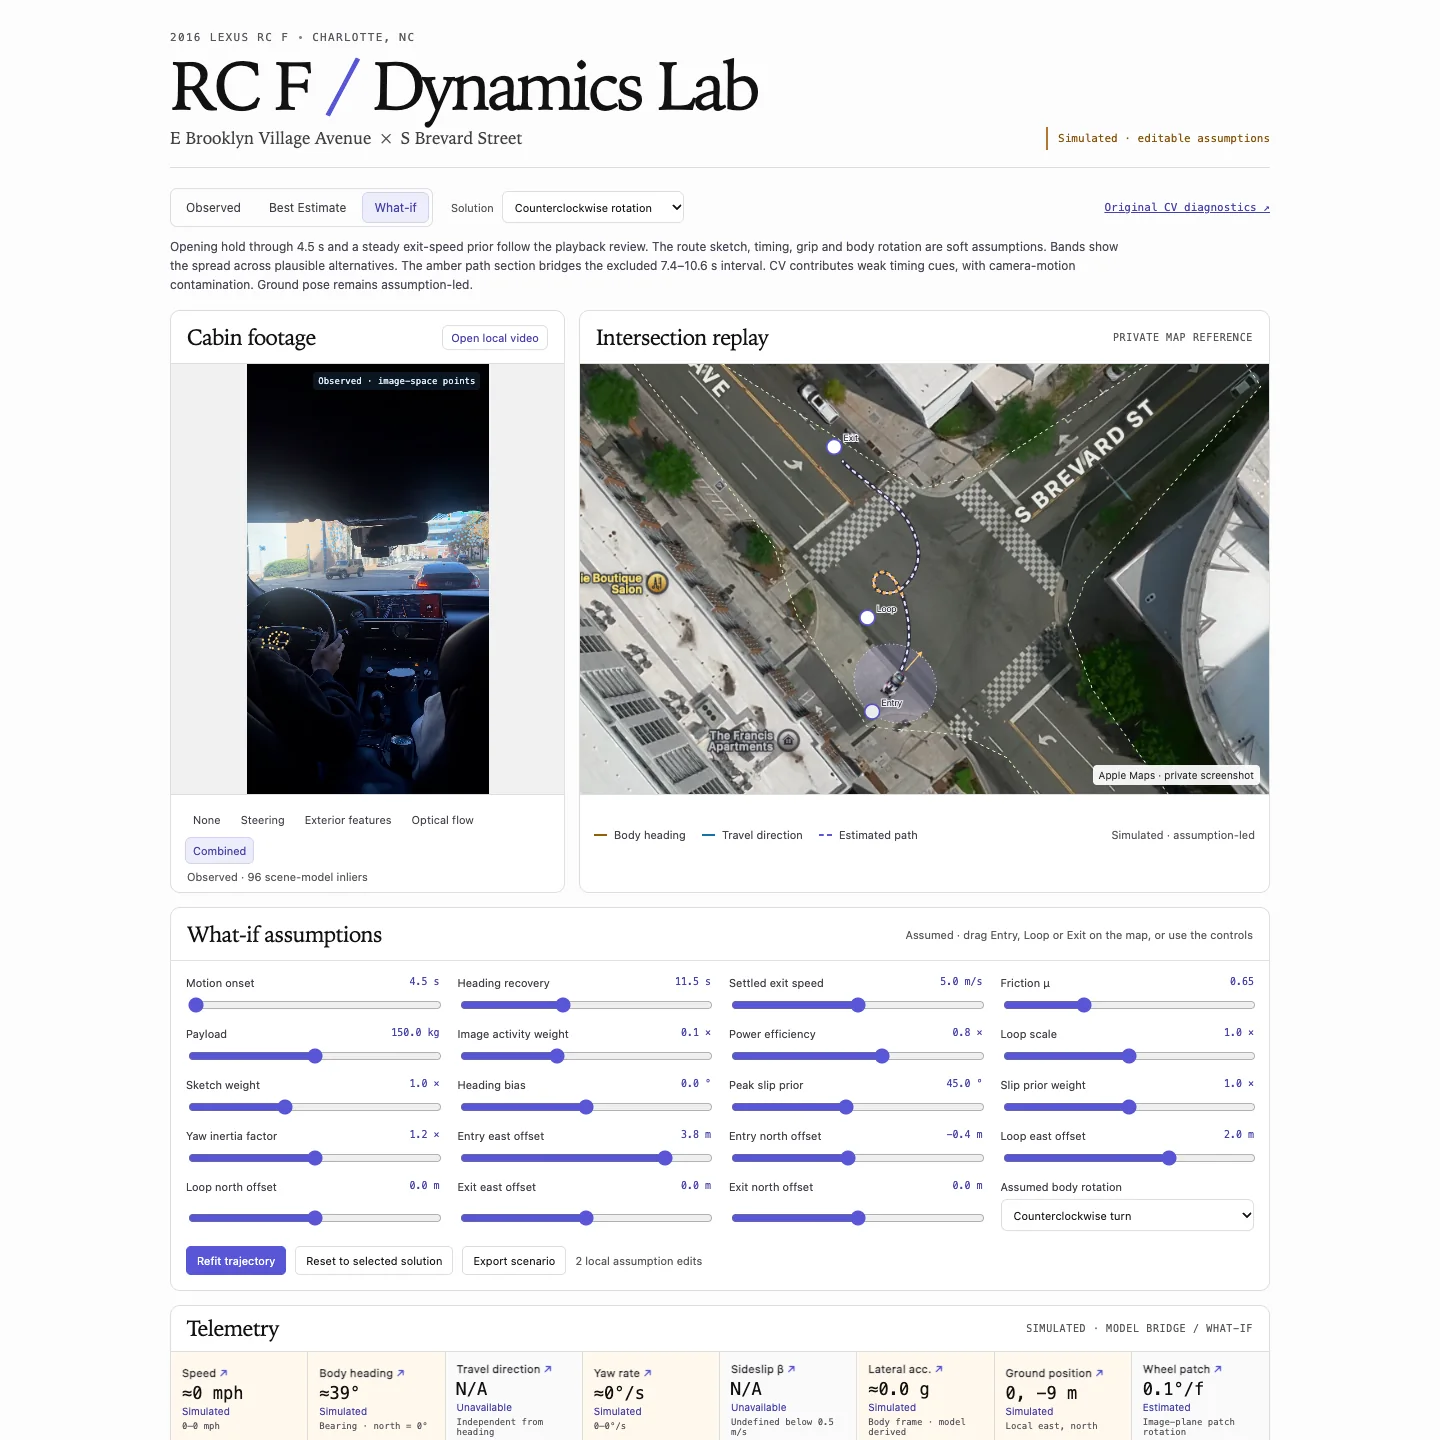 2016 LEXUS RC F • CHARLOTTE, NC
RC F / Dynamics Lab
E Brooklyn Village Avenue × S Brevard Street
Simulated · editable assumptions
Observed
Best Estimate
What-if
Solution
Counterclockwise rotation
Original CV diagnostics ↗
Opening hold through 4.5 s and a steady exit-speed prior follow the playback review. The route sketch, timing, grip and body rotation are soft assumptions. Bands show
the spread across plausible alternatives. The amber path section bridges the excluded 7.4–10.6 s interval. CV contributes weak timing cues, with camera-motion
contamination. Ground pose remains assumption-led.
Cabin footage
Open local video
Observed · image-space points
None
Steering
Exterior features
Optical flow
Combined
Observed · 96 scene-model inliers
Intersection replay
PRIVATE MAP REFERENCE
AVE
Exit
S BREVARD ST
ie Boutique
Salon
Loop
Entry
The Francis
Apartments
Apple Maps · private screenshot
Body heading
Travel direction
Estimated path
Simulated · assumption-led
What-if assumptions
Assumed · drag Entry, Loop or Exit on the map, or use the controls
Motion onset 4.5 s
Heading recovery 11.5 s
Settled exit speed 5.0 m/s
Friction μ 0.65
Payload 150.0 kg
Image activity weight 0.1 ×
Power efficiency 0.8 ×
Loop scale 1.0 ×
Sketch weight 1.0 ×
Heading bias 0.0 °
Peak slip prior 45.0 °
Slip prior weight 1.0 ×
Yaw inertia factor 1.2 ×
Entry east offset 3.8 m
Entry north offset −0.4 m
Loop east offset 2.0 m
Loop north offset 0.0 m
Exit east offset 0.0 m
Exit north offset 0.0 m
Assumed body rotation
Counterclockwise turn
Refit trajectory
Reset to selected solution
Export scenario
2 local assumption edits
Telemetry
SIMULATED · MODEL BRIDGE / WHAT-IF
Speed ↗
≈0 mph
Simulated
0–0 mph
Body heading ↗
≈39°
Simulated
Bearing · north = 0°
Travel direction ↗
N/A
Unavailable
Independent from
heading
Yaw rate ↗
≈0°/s
Simulated
0–0°/s
Sideslip β ↗
N/A
Unavailable
Undefined below 0.5
m/s
Lateral acc. ↗
≈0.0 g
Simulated
Body frame · model
derived
Ground position ↗
0, −9 m
Simulated
Local east, north
Wheel patch ↗
0.1°/f
Estimated
Image-plane patch
rotation